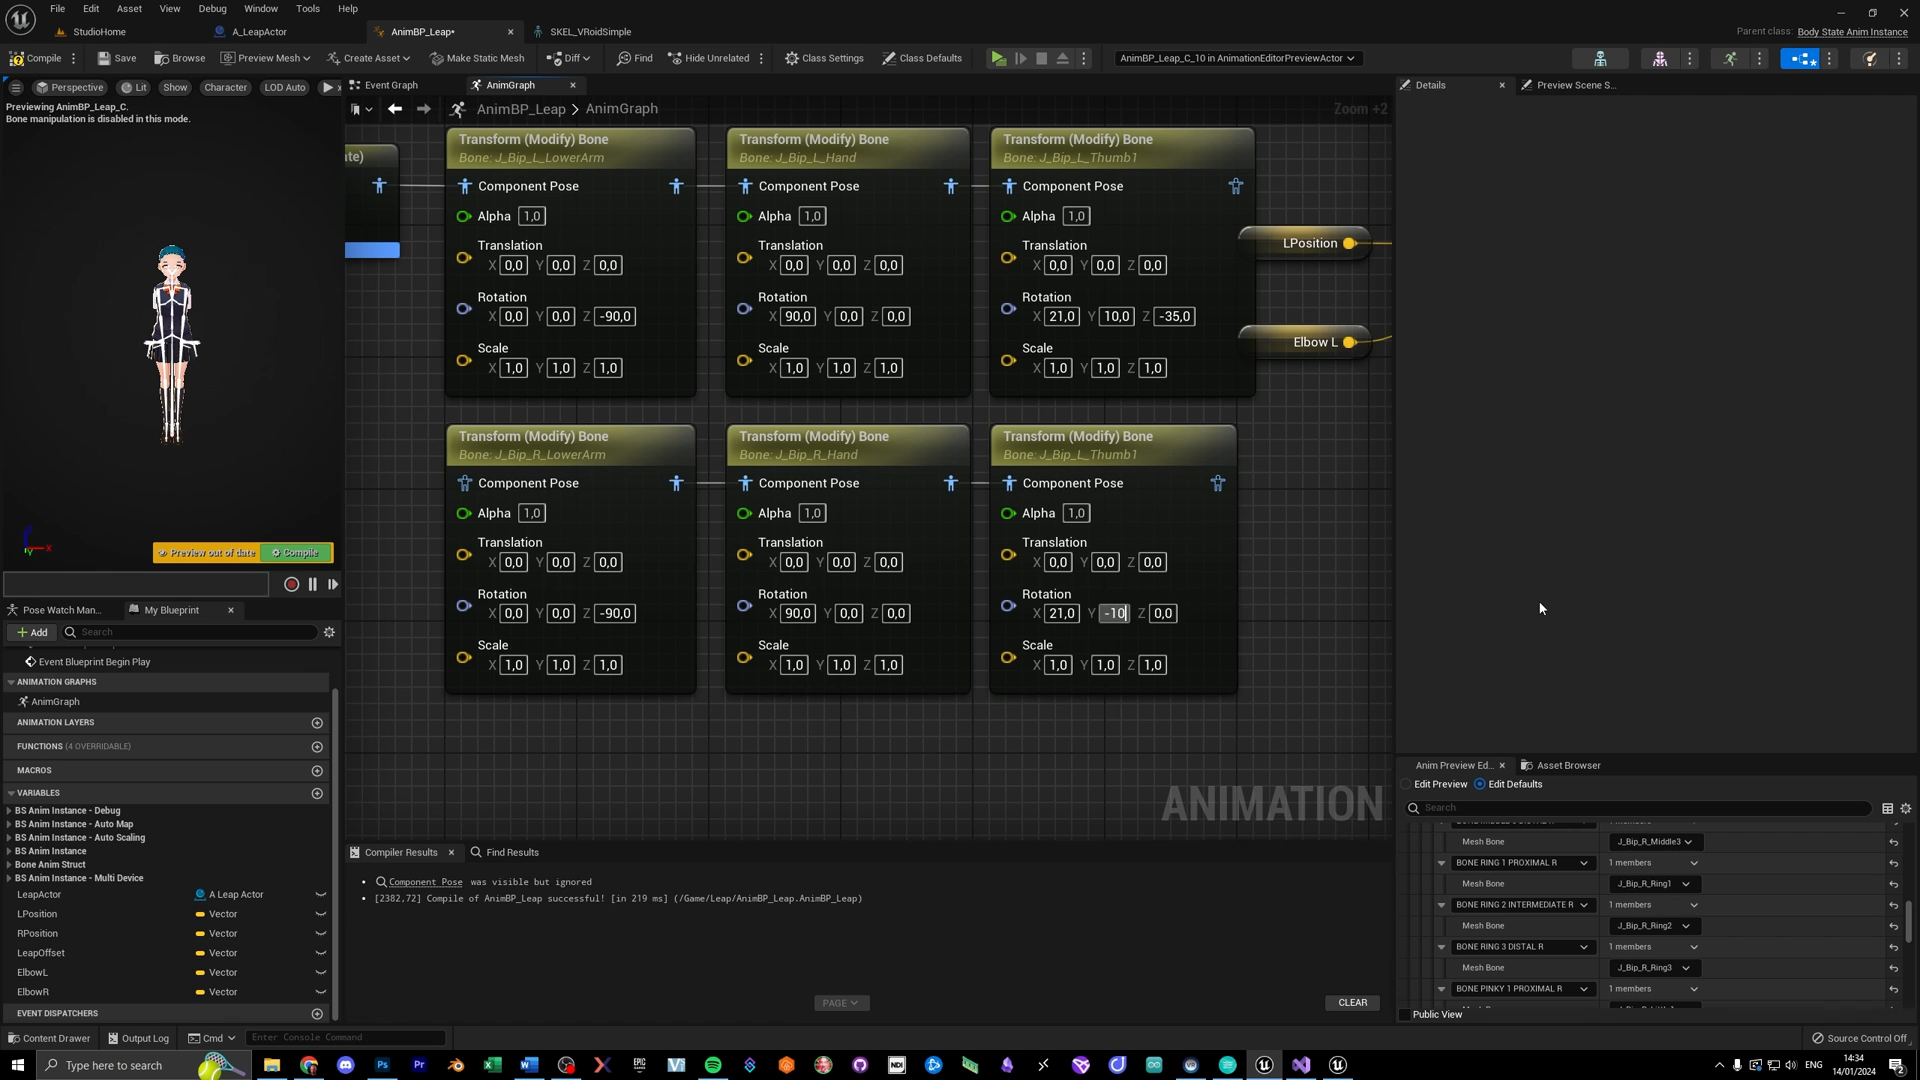 File Edit Asset View Debug Window Tools Help
StudioHome A_LeapActor AnimBP_Leap* SKEL_VRoidSimple
Parent class: Body State Anim Instance
Compile Save Browse Preview Mesh Create Asset Make Static Mesh Diff Find Hide Unrelated Class Settings Class Defaults AnimBP_Leap_C_10 in AnimationEditorPreviewActor
Perspective Lit Show Character LOD Auto
Previewing AnimBP_Leap_C.
Bone manipulation is disabled in this mode.
Preview out of date Compile
Event Graph AnimGraph
AnimBP_Leap > AnimGraph Zoom +2
Transform (Modify) Bone
Bone: J_Bip_L_LowerArm
Component Pose
Alpha 1,0
Translation
X 0,0 Y 0,0 Z 0,0
Rotation
X 0,0 Y 0,0 Z -90,0
Scale
X 1,0 Y 1,0 Z 1,0
Transform (Modify) Bone
Bone: J_Bip_L_Hand
Component Pose
Alpha 1,0
Translation
X 0,0 Y 0,0 Z 0,0
Rotation
X 90,0 Y 0,0 Z 0,0
Scale
X 1,0 Y 1,0 Z 1,0
Transform (Modify) Bone
Bone: J_Bip_L_Thumb1
Component Pose
Alpha 1,0
Translation
X 0,0 Y 0,0 Z 0,0
Rotation
X 21,0 Y 10,0 Z -35,0
Scale
X 1,0 Y 1,0 Z 1,0
LPosition
Elbow L
Transform (Modify) Bone
Bone: J_Bip_R_LowerArm
Component Pose
Alpha 1,0
Translation
X 0,0 Y 0,0 Z 0,0
Rotation
X 0,0 Y 0,0 Z -90,0
Scale
X 1,0 Y 1,0 Z 1,0
Transform (Modify) Bone
Bone: J_Bip_R_Hand
Component Pose
Alpha 1,0
Translation
X 0,0 Y 0,0 Z 0,0
Rotation
X 90,0 Y 0,0 Z 0,0
Scale
X 1,0 Y 1,0 Z 1,0
Transform (Modify) Bone
Bone: J_Bip_L_Thumb1
Component Pose
Alpha 1,0
Translation
X 0,0 Y 0,0 Z 0,0
Rotation
X 21,0 Y -10 Z 0,0
Scale
X 1,0 Y 1,0 Z 1,0
ANIMATION
Pose Watch Man... My Blueprint
+ Add Search
Event Blueprint Begin Play
ANIMATION GRAPHS
AnimGraph
ANIMATION LAYERS
FUNCTIONS (4 OVERRIDABLE)
MACROS
VARIABLES
BS Anim Instance - Debug
BS Anim Instance - Auto Map
BS Anim Instance - Auto Scaling
BS Anim Instance
Bone Anim Struct
BS Anim Instance - Multi Device
LeapActor A Leap Actor
LPosition Vector
RPosition Vector
LeapOffset Vector
ElbowL Vector
ElbowR Vector
EVENT DISPATCHERS
Compiler Results Find Results
Component Pose was visible but ignored
[2382,72] Compile of AnimBP_Leap successful! [in 219 ms] (/Game/Leap/AnimBP_Leap.AnimBP_Leap)
PAGE CLEAR
Details Preview Scene S...
Anim Preview Ed... Asset Browser
Edit Preview Edit Defaults
Search
Mesh Bone J_Bip_R_Middle3
BONE RING 1 PROXIMAL R 1 members
Mesh Bone J_Bip_R_Ring1
BONE RING 2 INTERMEDIATE R 1 members
Mesh Bone J_Bip_R_Ring2
BONE RING 3 DISTAL R 1 members
Mesh Bone J_Bip_R_Ring3
BONE PINKY 1 PROXIMAL R 1 members
Public View
Content Drawer Output Log Cmd Enter Console Command Source Control Off
Type here to search
ENG
14:34
14/01/2024